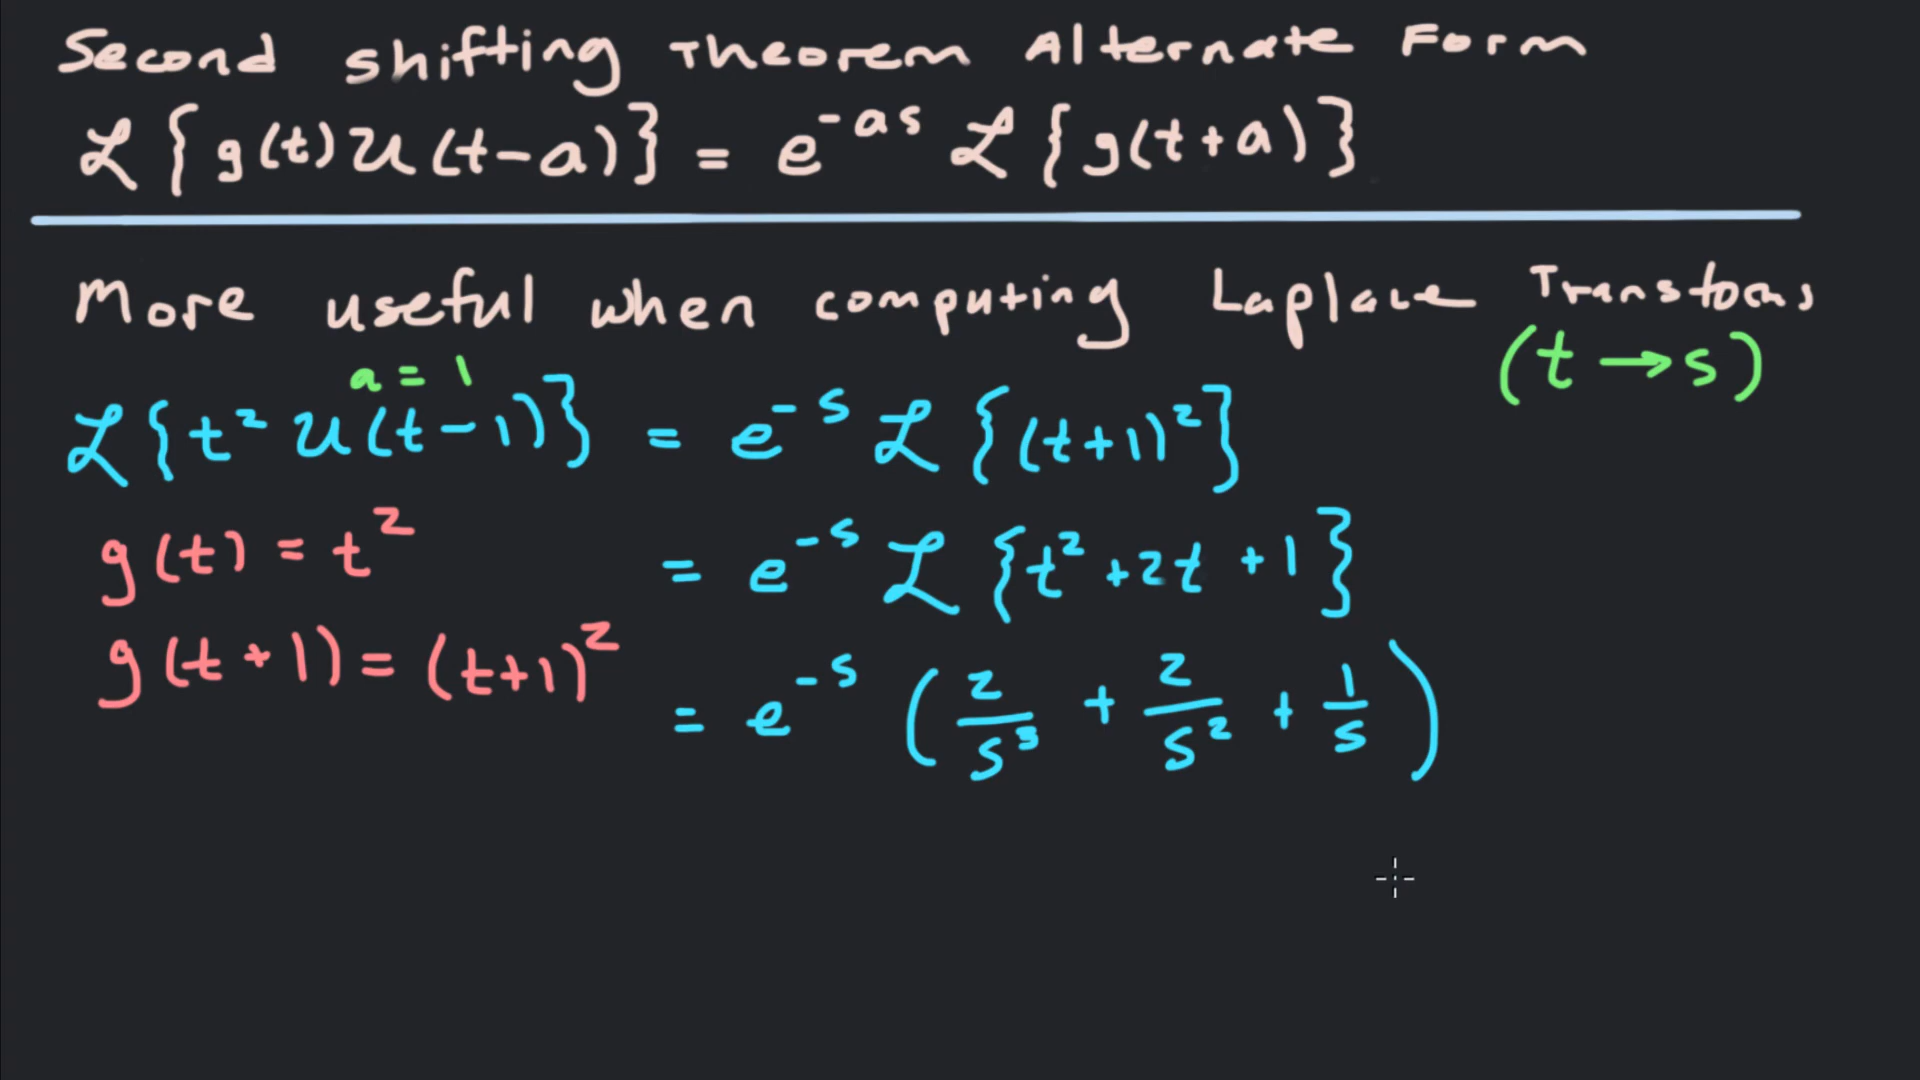 Second shifting Theorem Alternate Form
ℒ{g(t)U(t-a)} = e^{-as} ℒ{g(t+a)}
More useful when computing Laplace Transforms
(t → s)
a = 1
ℒ{t² U(t-1)} = e^{-s} ℒ{(t+1)²}
g(t) = t²
= e^{-s} ℒ{t² + 2t + 1}
g(t+1) = (t+1)²
= e^{-s} (2/s³ + 2/s² + 1/s)